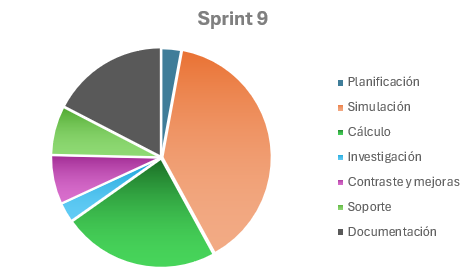 Sprint 9
Planificación
Simulación
Cálculo
Investigación
Contraste y mejoras
Soporte
Documentación